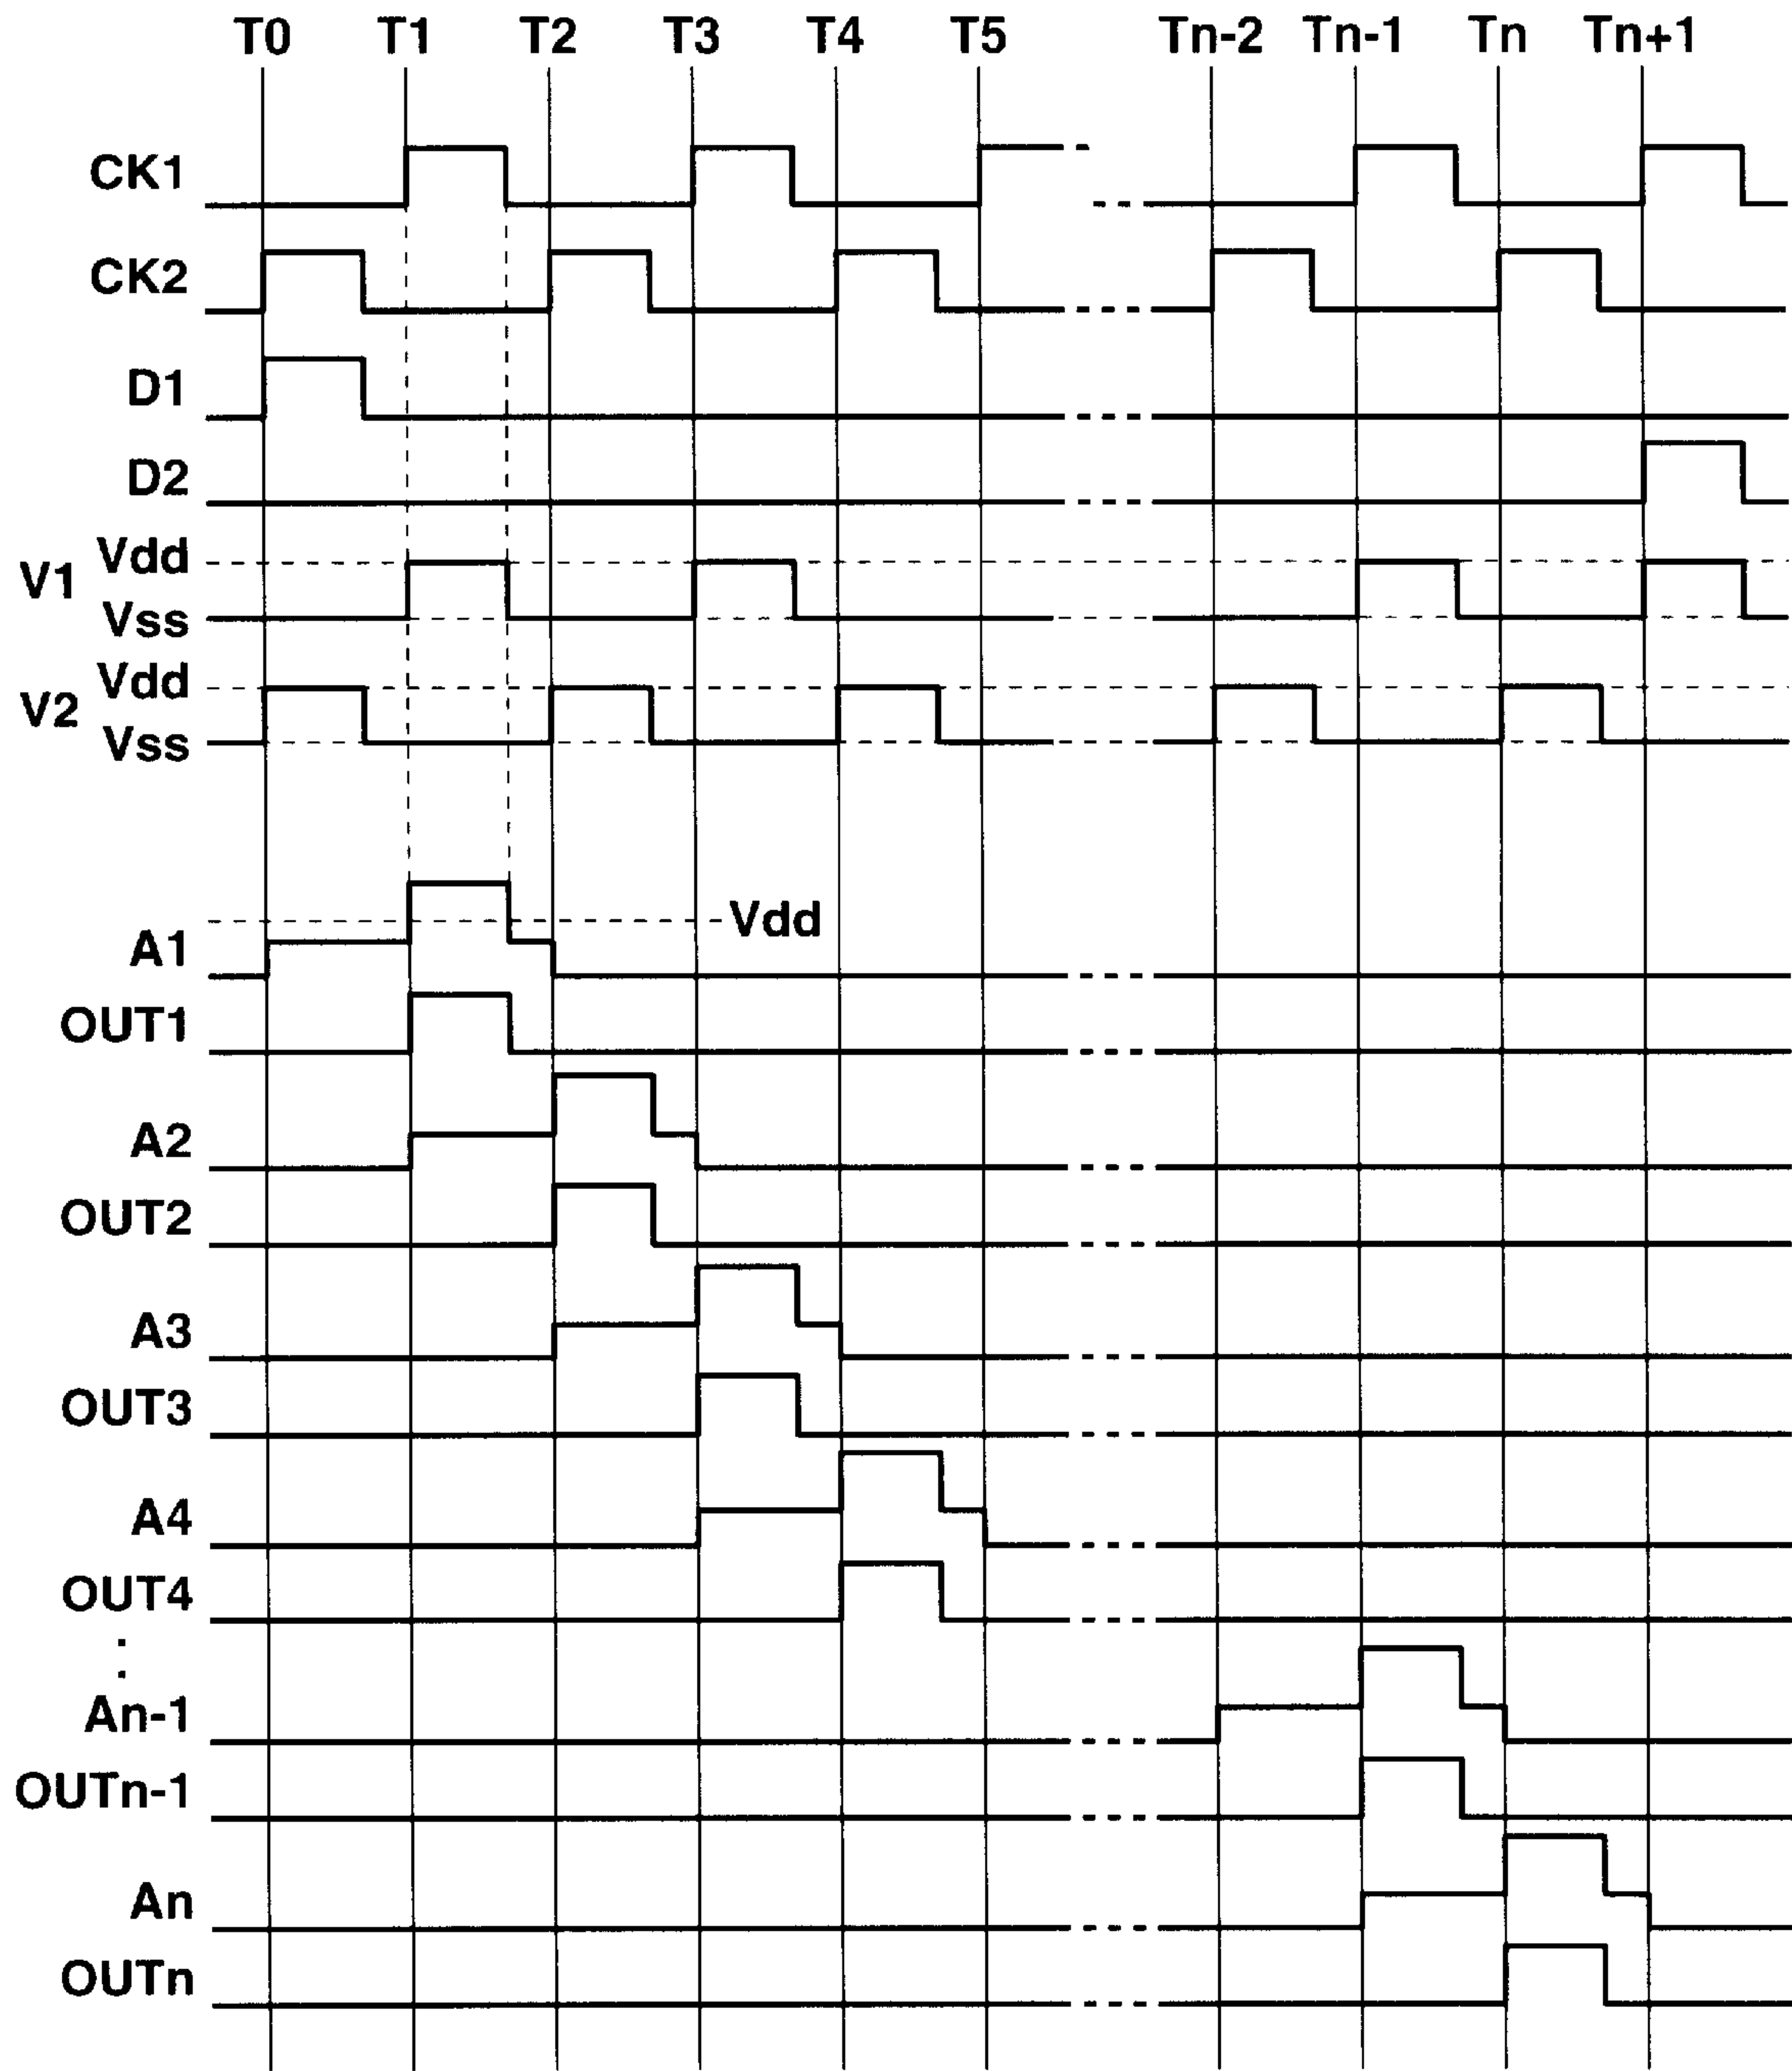 T0 T1 T2 T3 T4 T5 Tn-2 Tn-1 Tn Tn+1
CK1
CK2
D1
D2
V1 Vdd
Vss
V2 Vdd
Vss
Vdd
A1
OUT1
A2
OUT2
A3
OUT3
A4
OUT4
:
An-1
OUTn-1
An
OUTn